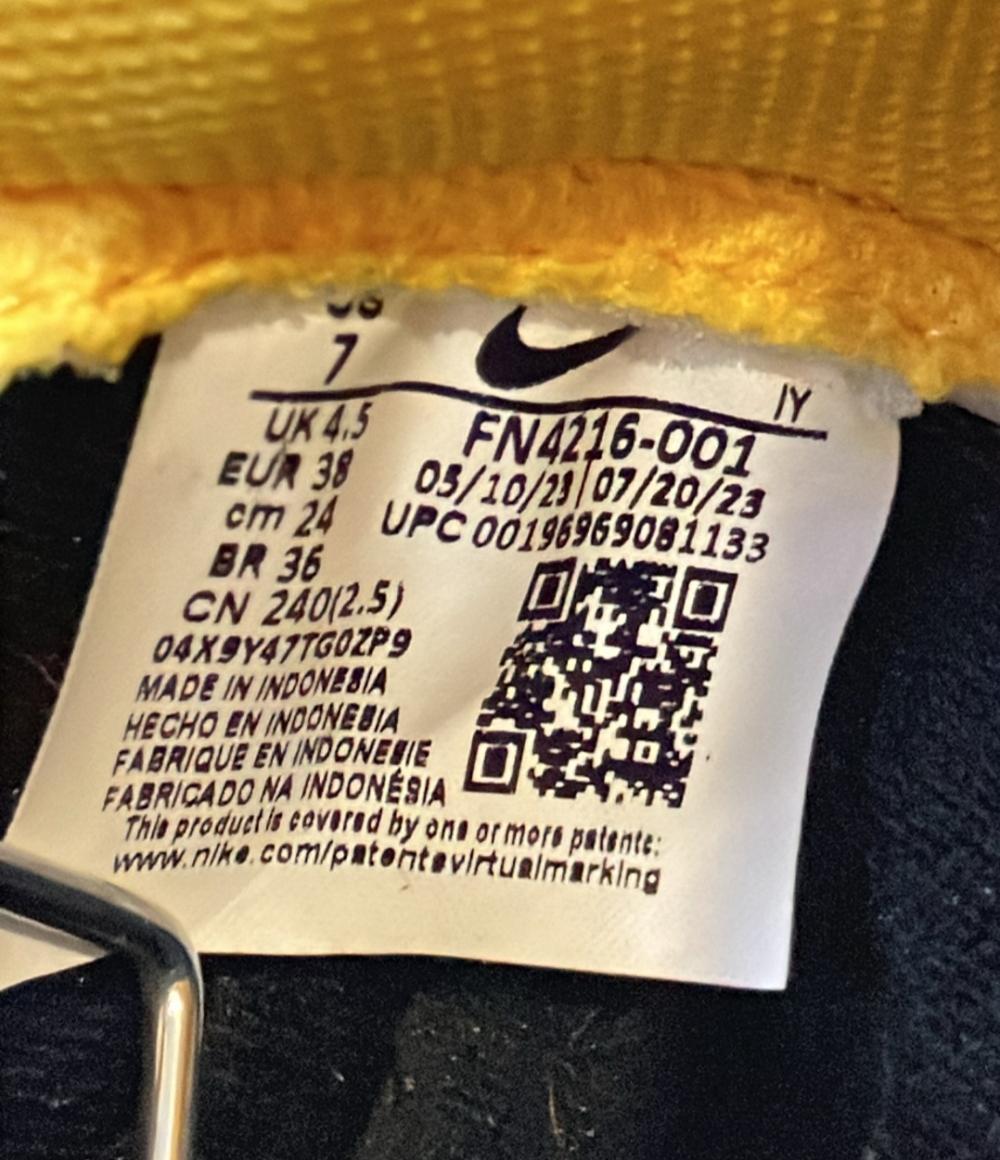 US
7
IY
UK 4.5
EUR 38
cm 24
BR 36
CN 240(2.5)
04X9Y47TG0ZP9
MADE IN INDONESIA
HECHO EN INDONESIA
FABRIQUE EN INDONESIE
FABRICADO NA INDONÉSIA
FN4216-001
05/10/23|07/20/23
UPC 00196969081133
This product is covered by one or more patents:
www.nike.com/patentsvirtualmarking